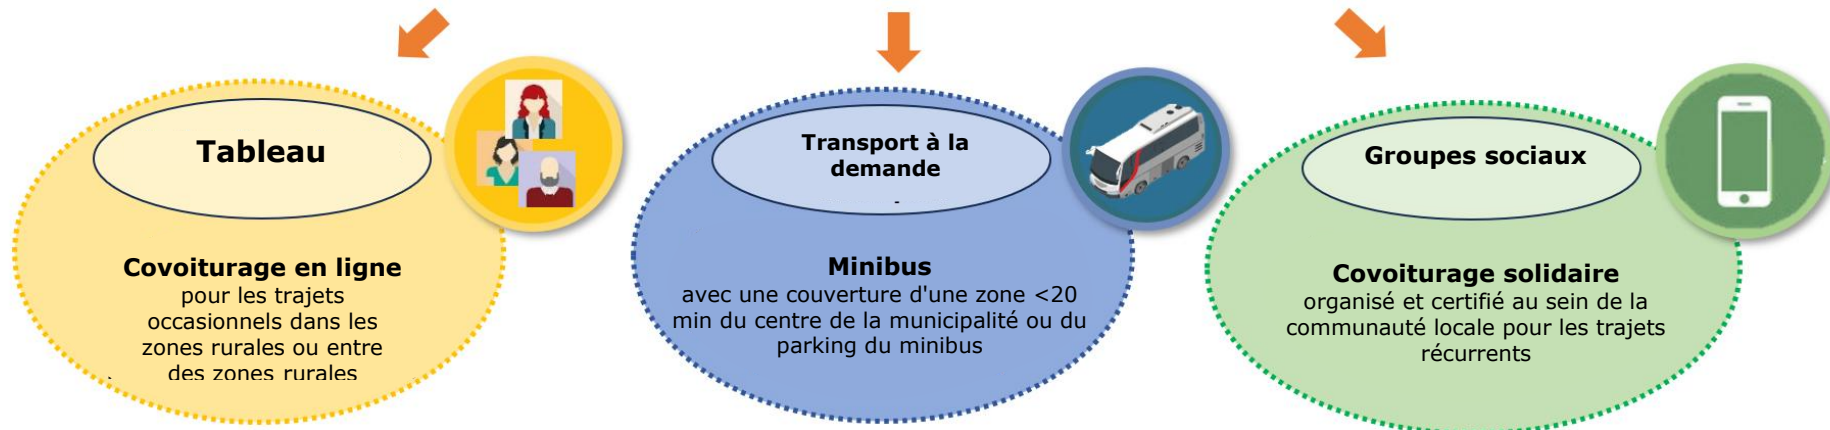 Tableau
Covoiturage en ligne
pour les trajets
occasionnels dans les
zones rurales ou entre
des zones rurales
Transport à la
demande
Minibus
avec une couverture d'une zone <20
min du centre de la municipalité ou du
parking du minibus
Groupes sociaux
Covoiturage solidaire
organisé et certifié au sein de la
communauté locale pour les trajets
récurrents